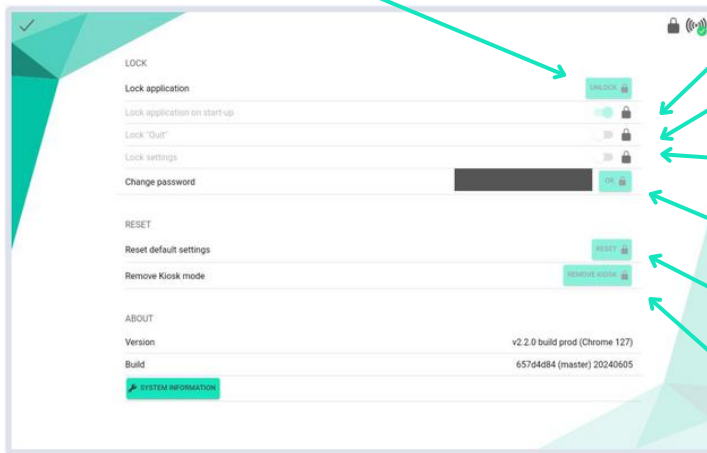 LOCK
Lock application UNLOCK
Lock application on start-up
Lock "Quit"
Lock settings
Change password OK
RESET
Reset default settings RESET
Remove Kiosk mode REMOVE KIOSK
ABOUT
Version v2.2.0 build prod (Chrome 127)
Build 657d4d84 (master) 20240605
SYSTEM INFORMATION